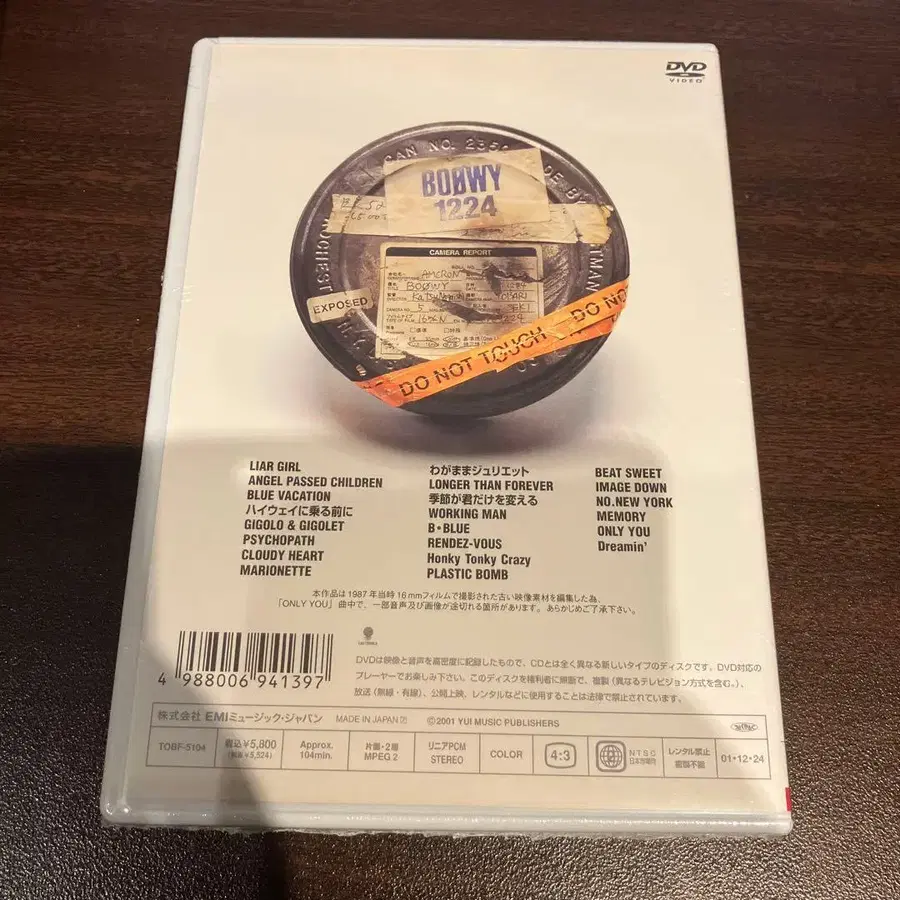 DVD
VIDEO
CAN NO. 235
DE BY
BOØWY
1224
CAMERA REPORT
AMCRON
BOØWY
EXPOSED
DO NOT TOUCH
DO NO
LIAR GIRL
ANGEL PASSED CHILDREN
BLUE VACATION
ハイウェイに乗る前に
GIGOLO & GIGOLET
PSYCHOPATH
CLOUDY HEART
MARIONETTE
わがままジュリエット
LONGER THAN FOREVER
季節が君だけを変える
WORKING MAN
B・BLUE
RENDEZ-VOUS
Honky Tonky Crazy
PLASTIC BOMB
BEAT SWEET
IMAGE DOWN
NO. NEW YORK
MEMORY
ONLY YOU
Dreamin'
本作品は1987年当時16mmフィルムで撮影された古い映像素材を編集した為、
「ONLY YOU」曲中で、一部音声及び画像が途切れる箇所があります。あらかじめご了承下さい。
DVDは映像と音声を高密度に記録したもので、CDとは全く異なる新しいタイプのディスクです。DVD対応の
プレーヤーでお楽しみ下さい。このディスクを権利者に無断で、複製(異なるテレビジョン方式を含む。)、
放送(無線・有線)、公開上映、レンタルなどに使用することは法律で禁止されています。
4 988006 941397
株式会社 EMIミュージック・ジャパン MADE IN JAPAN ⓙ ©2001 YUI MUSIC PUBLISHERS
TOBF-5104
税込¥5,800
(税抜¥5,524)
Approx.
104min.
片面・2層
MPEG 2
リニアPCM
STEREO
COLOR
4:3
2
NTSC
日本市場向
レンタル禁止
複製不能
01・12・24